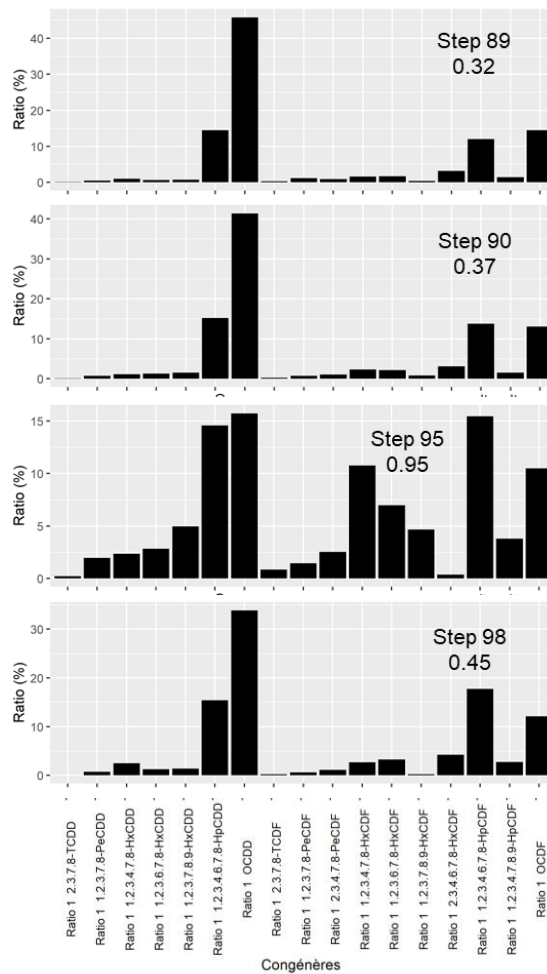 Ratio (%)
40
30
20
10
0
Step 89
0.32
Ratio (%)
40
30
20
10
0
Step 90
0.37
Ratio (%)
15
10
5
0
Step 95
0.95
Ratio (%)
30
20
10
0
Step 98
0.45
Ratio 1 2.3.7.8-TCDD
Ratio 1 1.2.3.7.8-PeCDD
Ratio 1 1.2.3.4.7.8-HxCDD
Ratio 1 1.2.3.6.7.8-HxCDD
Ratio 1 1.2.3.7.8.9-HxCDD
Ratio 1 1.2.3.4.6.7.8-HpCDD
Ratio 1 OCDD
Ratio 1 2.3.7.8-TCDF
Ratio 1 1.2.3.7.8-PeCDF
Ratio 1 2.3.4.7.8-PeCDF
Ratio 1 1.2.3.4.7.8-HxCDF
Ratio 1 1.2.3.6.7.8-HxCDF
Ratio 1 1.2.3.7.8.9-HxCDF
Ratio 1 2.3.4.6.7.8-HxCDF
Ratio 1 1.2.3.4.6.7.8-HpCDF
Ratio 1 1.2.3.4.7.8.9-HpCDF
Ratio 1 OCDF
Congénères